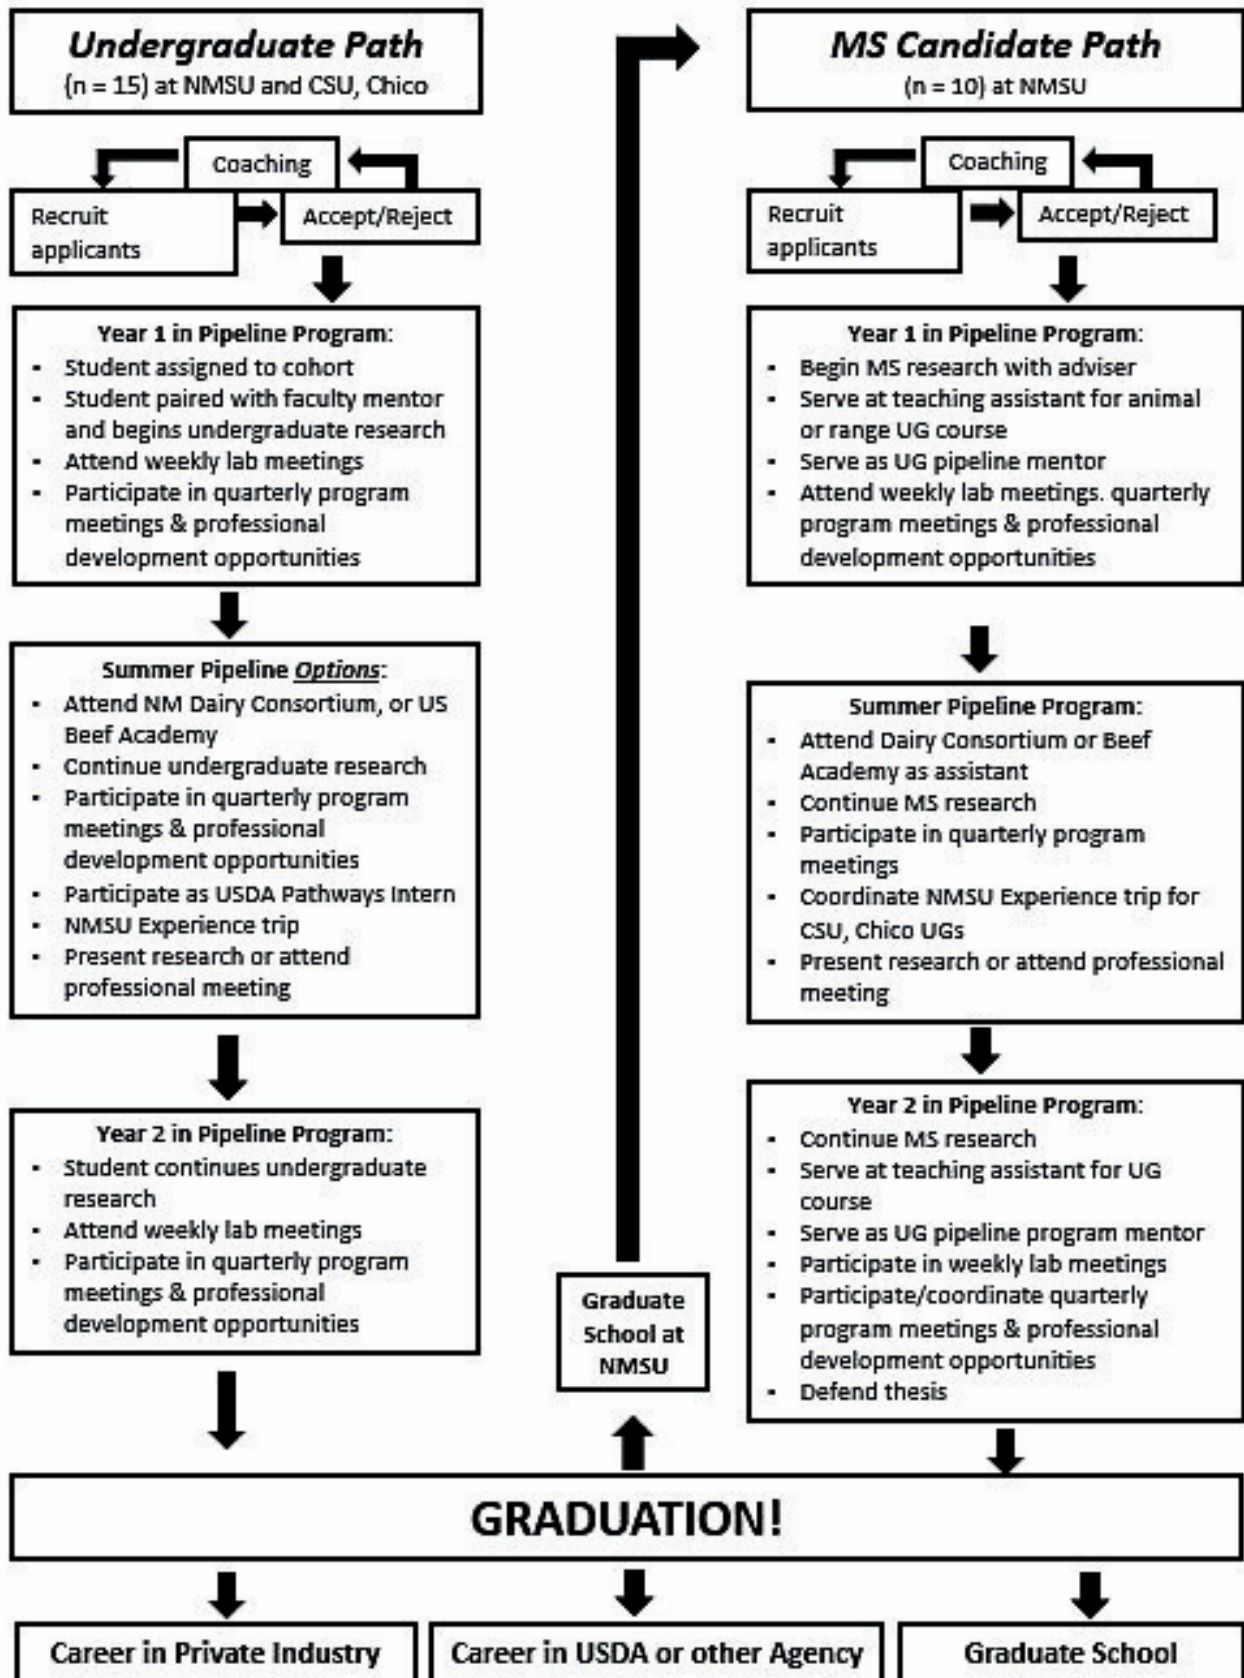 Undergraduate Path
(n = 15) at NMSU and CSU, Chico
Coaching
Recruit
applicants
Accept/Reject
Year 1 in Pipeline Program:
- Student assigned to cohort
- Student paired with faculty mentor
and begins undergraduate research
- Attend weekly lab meetings
- Participate in quarterly program
meetings & professional
development opportunities
Summer Pipeline Options:
- Attend NM Dairy Consortium, or US
Beef Academy
- Continue undergraduate research
- Participate in quarterly program
meetings & professional
development opportunities
- Participate as USDA Pathways Intern
- NMSU Experience trip
- Present research or attend
professional meeting
Year 2 in Pipeline Program:
- Student continues undergraduate
research
- Attend weekly lab meetings
- Participate in quarterly program
meetings & professional
development opportunities
Graduate
School at
NMSU
MS Candidate Path
(n = 10) at NMSU
Coaching
Recruit
applicants
Accept/Reject
Year 1 in Pipeline Program:
- Begin MS research with adviser
- Serve at teaching assistant for animal
or range UG course
- Serve as UG pipeline mentor
- Attend weekly lab meetings. quarterly
program meetings & professional
development opportunities
Summer Pipeline Program:
- Attend Dairy Consortium or Beef
Academy as assistant
- Continue MS research
- Participate in quarterly program
meetings
- Coordinate NMSU Experience trip for
CSU, Chico UGs
- Present research or attend professional
meeting
Year 2 in Pipeline Program:
- Continue MS research
- Serve at teaching assistant for UG
course
- Serve as UG pipeline program mentor
- Participate in weekly lab meetings
- Participate/coordinate quarterly
program meetings & professional
development opportunities
- Defend thesis
GRADUATION!
Career in Private Industry
Career in USDA or other Agency
Graduate School